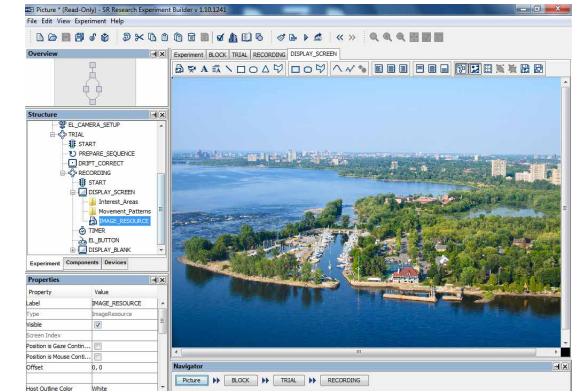 Picture * (Read-Only) - SR Research Experiment Builder v 1.10.1241
File Edit View Experiment Help
Overview
Experiment BLOCK TRIAL RECORDING DISPLAY_SCREEN
Structure
EL_CAMERA_SETUP
TRIAL
START
PREPARE_SEQUENCE
DRIFT_CORRECT
RECORDING
START
DISPLAY_SCREEN
Interest_Areas
Movement_Patterns
IMAGE_RESOURCE
TIMER
EL_BUTTON
DISPLAY_BLANK
Experiment Components Devices
Properties
Property Value
Label IMAGE_RESOURCE
Type ImageResource
Visible
Screen Index
Position is Gaze Contin...
Position is Mouse Conti...
Offset 0, 0
Host Outline Color White
Navigator
Picture BLOCK TRIAL RECORDING